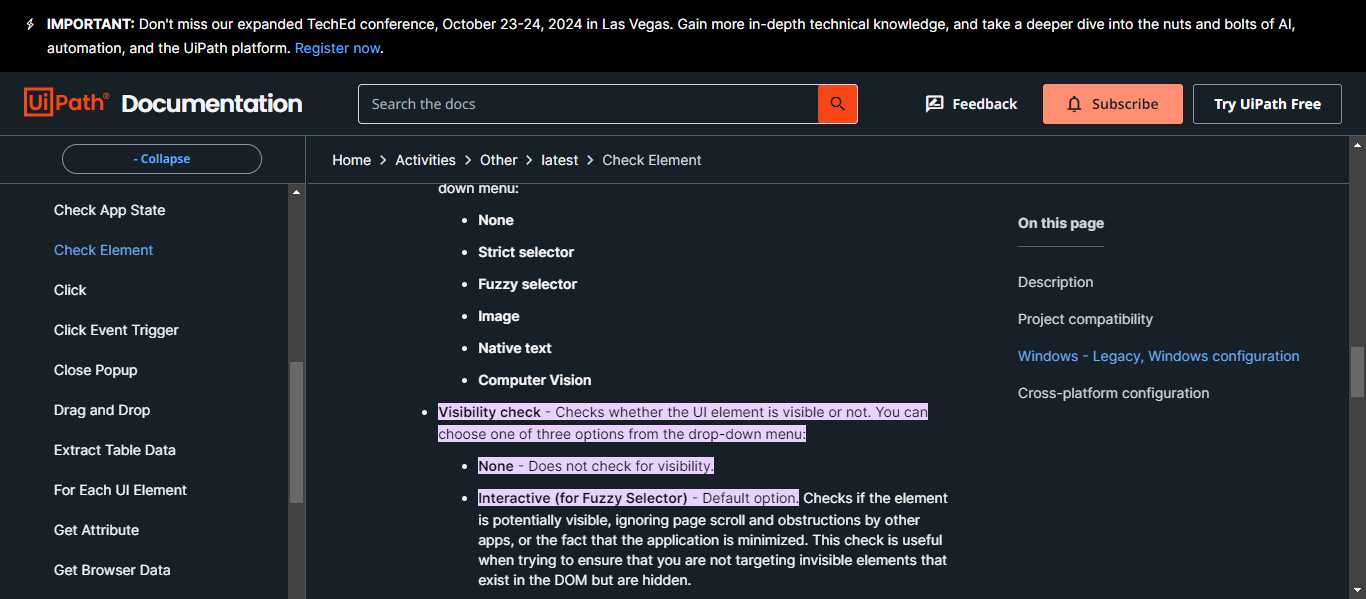 IMPORTANT: Don't miss our expanded TechEd conference, October 23-24, 2024 in Las Vegas. Gain more in-depth technical knowledge, and take a deeper dive into the nuts and bolts of AI,
automation, and the UiPath platform. Register now.
UiPath® Documentation
Search the docs
Feedback
Subscribe
Try UiPath Free
- Collapse
Home > Activities > Other > latest > Check Element
Check App State
Check Element
Click
Click Event Trigger
Close Popup
Drag and Drop
Extract Table Data
For Each UI Element
Get Attribute
Get Browser Data
down menu:
• None
• Strict selector
• Fuzzy selector
• Image
• Native text
• Computer Vision
• Visibility check - Checks whether the UI element is visible or not. You can
choose one of three options from the drop-down menu:
• None - Does not check for visibility.
• Interactive (for Fuzzy Selector) - Default option. Checks if the element
is potentially visible, ignoring page scroll and obstructions by other
apps, or the fact that the application is minimized. This check is useful
when trying to ensure that you are not targeting invisible elements that
exist in the DOM but are hidden.
On this page
Description
Project compatibility
Windows - Legacy, Windows configuration
Cross-platform configuration